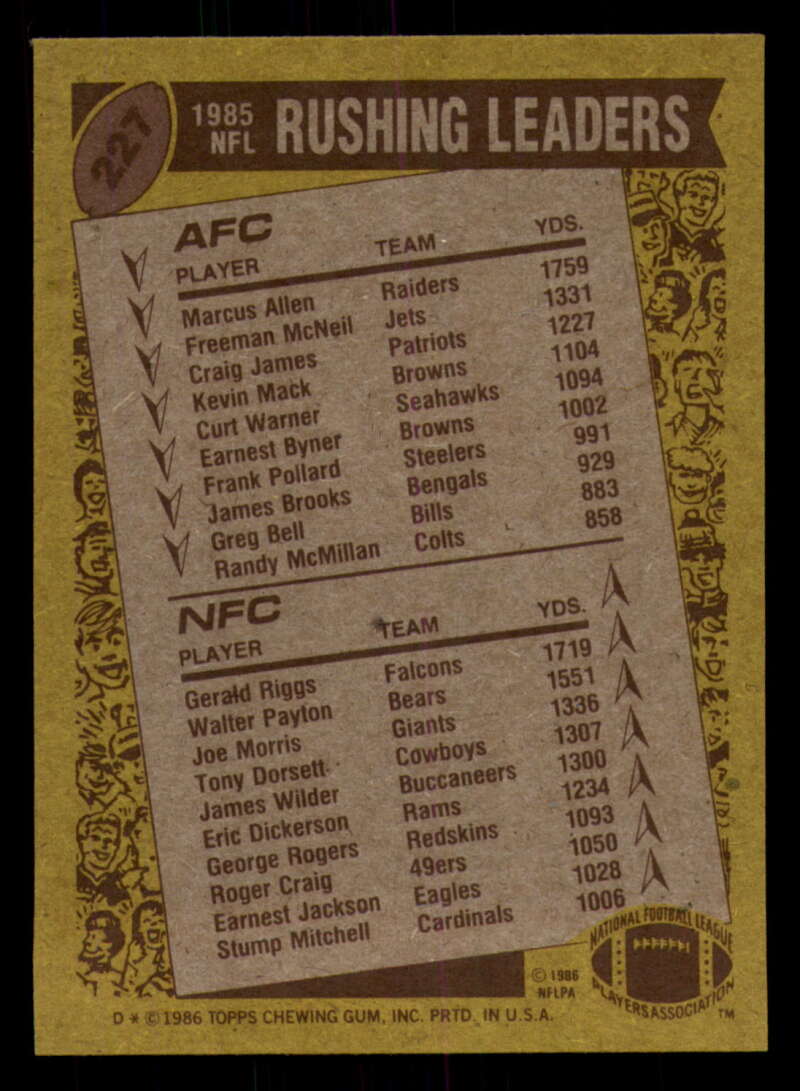 227
1985 NFL RUSHING LEADERS
AFC
PLAYER TEAM YDS.
Marcus Allen Raiders 1759
Freeman McNeil Jets 1331
Craig James Patriots 1227
Kevin Mack Browns 1104
Curt Warner Seahawks 1094
Earnest Byner Browns 1002
Frank Pollard Steelers 991
James Brooks Bengals 929
Greg Bell Bills 883
Randy McMillan Colts 858
NFC
PLAYER TEAM YDS.
Gerald Riggs Falcons 1719
Walter Payton Bears 1551
Joe Morris Giants 1336
Tony Dorsett Cowboys 1307
James Wilder Buccaneers 1300
Eric Dickerson Rams 1234
George Rogers Redskins 1093
Roger Craig 49ers 1050
Earnest Jackson Eagles 1028
Stump Mitchell Cardinals 1006
NATIONAL FOOTBALL LEAGUE
PLAYERS ASSOCIATION ™
© 1986
NFLPA
D * © 1986 TOPPS CHEWING GUM, INC. PRTD. IN U.S.A.